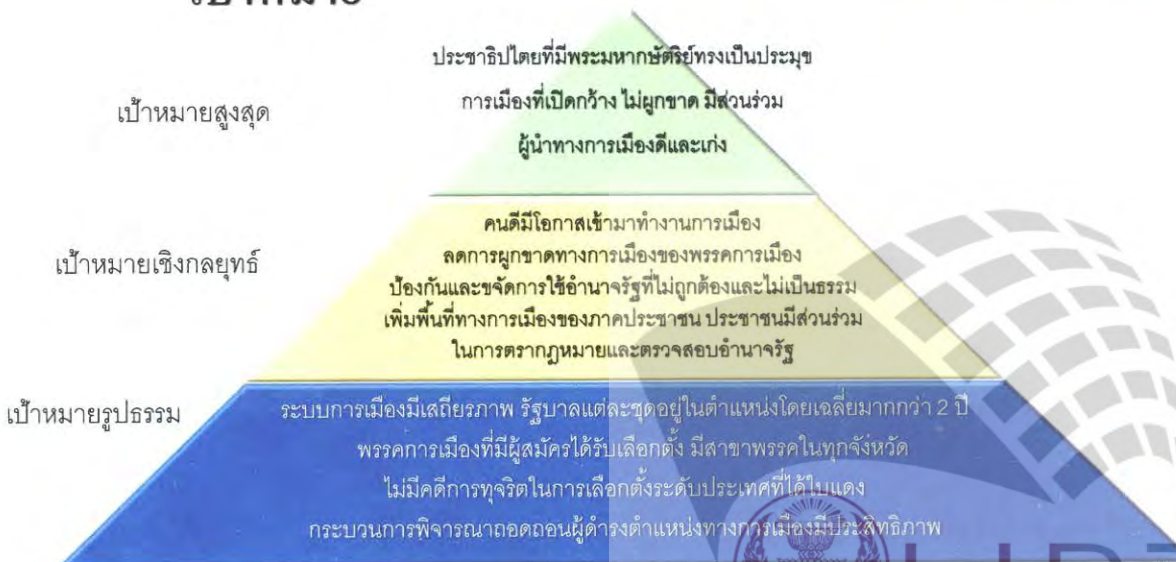 ประชาธิปไตยที่มีพระมหากษัตริย์ทรงเป็นประมุข
การเมืองที่เปิดกว้าง ไม่ผูกขาด มีส่วนร่วม
เป้าหมายสูงสุด
ผู้นำทางการเมืองดีและเก่ง
คนดีมีโอกาสเข้ามาทำงานการเมือง
ลดการผูกขาดทางการเมืองของพรรคการเมือง
เป้าหมายเชิงกลยุทธ์
ป้องกันและขจัดการใช้อำนาจรัฐที่ไม่ถูกต้องและไม่เป็นธรรม
เพิ่มพื้นที่ทางการเมืองของภาคประชาชน ประชาชนมีส่วนร่วม
ในการตรากฎหมายและตรวจสอบอำนาจรัฐ
เป้าหมายรูปธรรม
ระบบการเมืองมีเสถียรภาพ รัฐบาลแต่ละชุดอยู่ในตำแหน่งโดยเฉลี่ยมากกว่า 2 ปี
พรรคการเมืองที่มีผู้สมัครได้รับเลือกตั้ง มีสาขาพรรคในทุกจังหวัด
ไม่มีคดีการทุจริตในการเลือกตั้งระดับประเทศที่ได้ใบแดง
กระบวนการพิจารณาถอดถอนผู้ดำรงตำแหน่งทางการเมืองมีประสิทธิภาพ